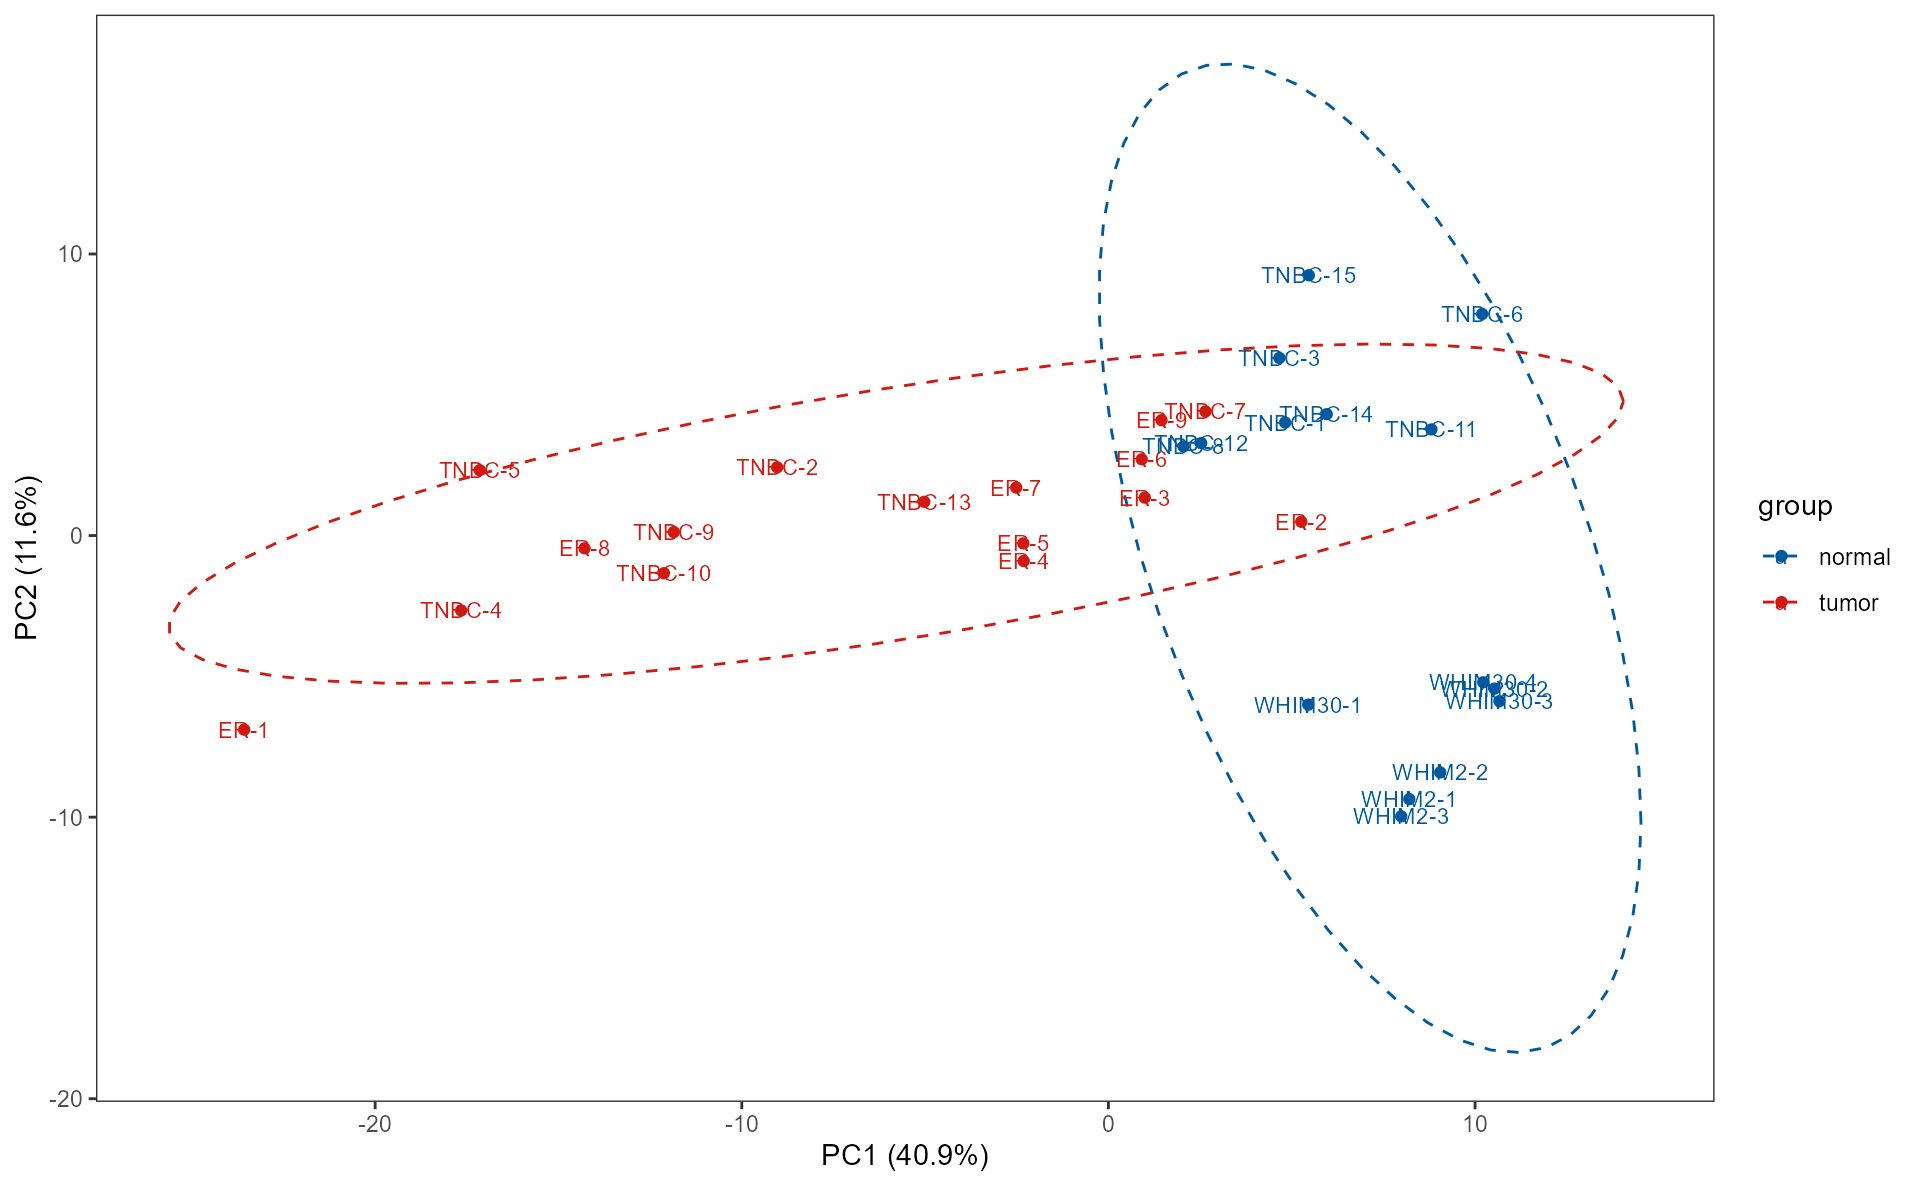 10
0
-10
-20
PC2 (11.6%)
TNBC-15
TNBC-6
TNBC-3
TNBC-7
ER-9
TNBC-14
TNBC-1
TNBC-11
TNBC-12
TNBC-8
ER-6
TNBC-5
TNBC-2
ER-7
TNBC-13
ER-3
ER-2
TNBC-9
ER-8
ER-5
ER-4
TNBC-10
TNBC-4
ER-1
WHIM30-4
WHIM30-2
WHIM30-3
WHIM30-1
WHIM2-2
WHIM2-1
WHIM2-3
-20
-10
0
10
PC1 (40.9%)
group
a normal
a tumor